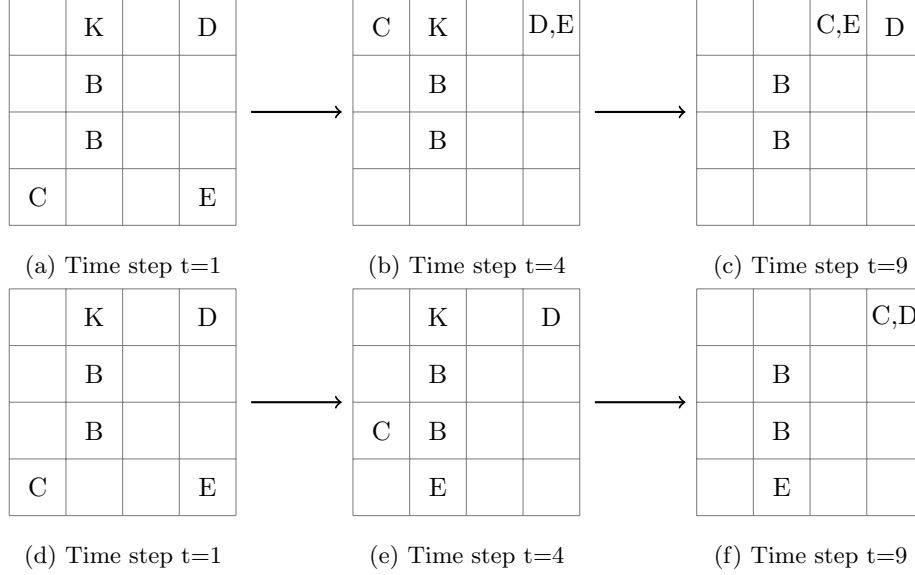 K D
B
B
C E
(a) Time step t=1
C K D,E
B
B
(b) Time step t=4
C,E D
B
B
(c) Time step t=9
K D
B
B
C E
(d) Time step t=1
K D
B
C B
E
(e) Time step t=4
C,D
B
B
E
(f) Time step t=9